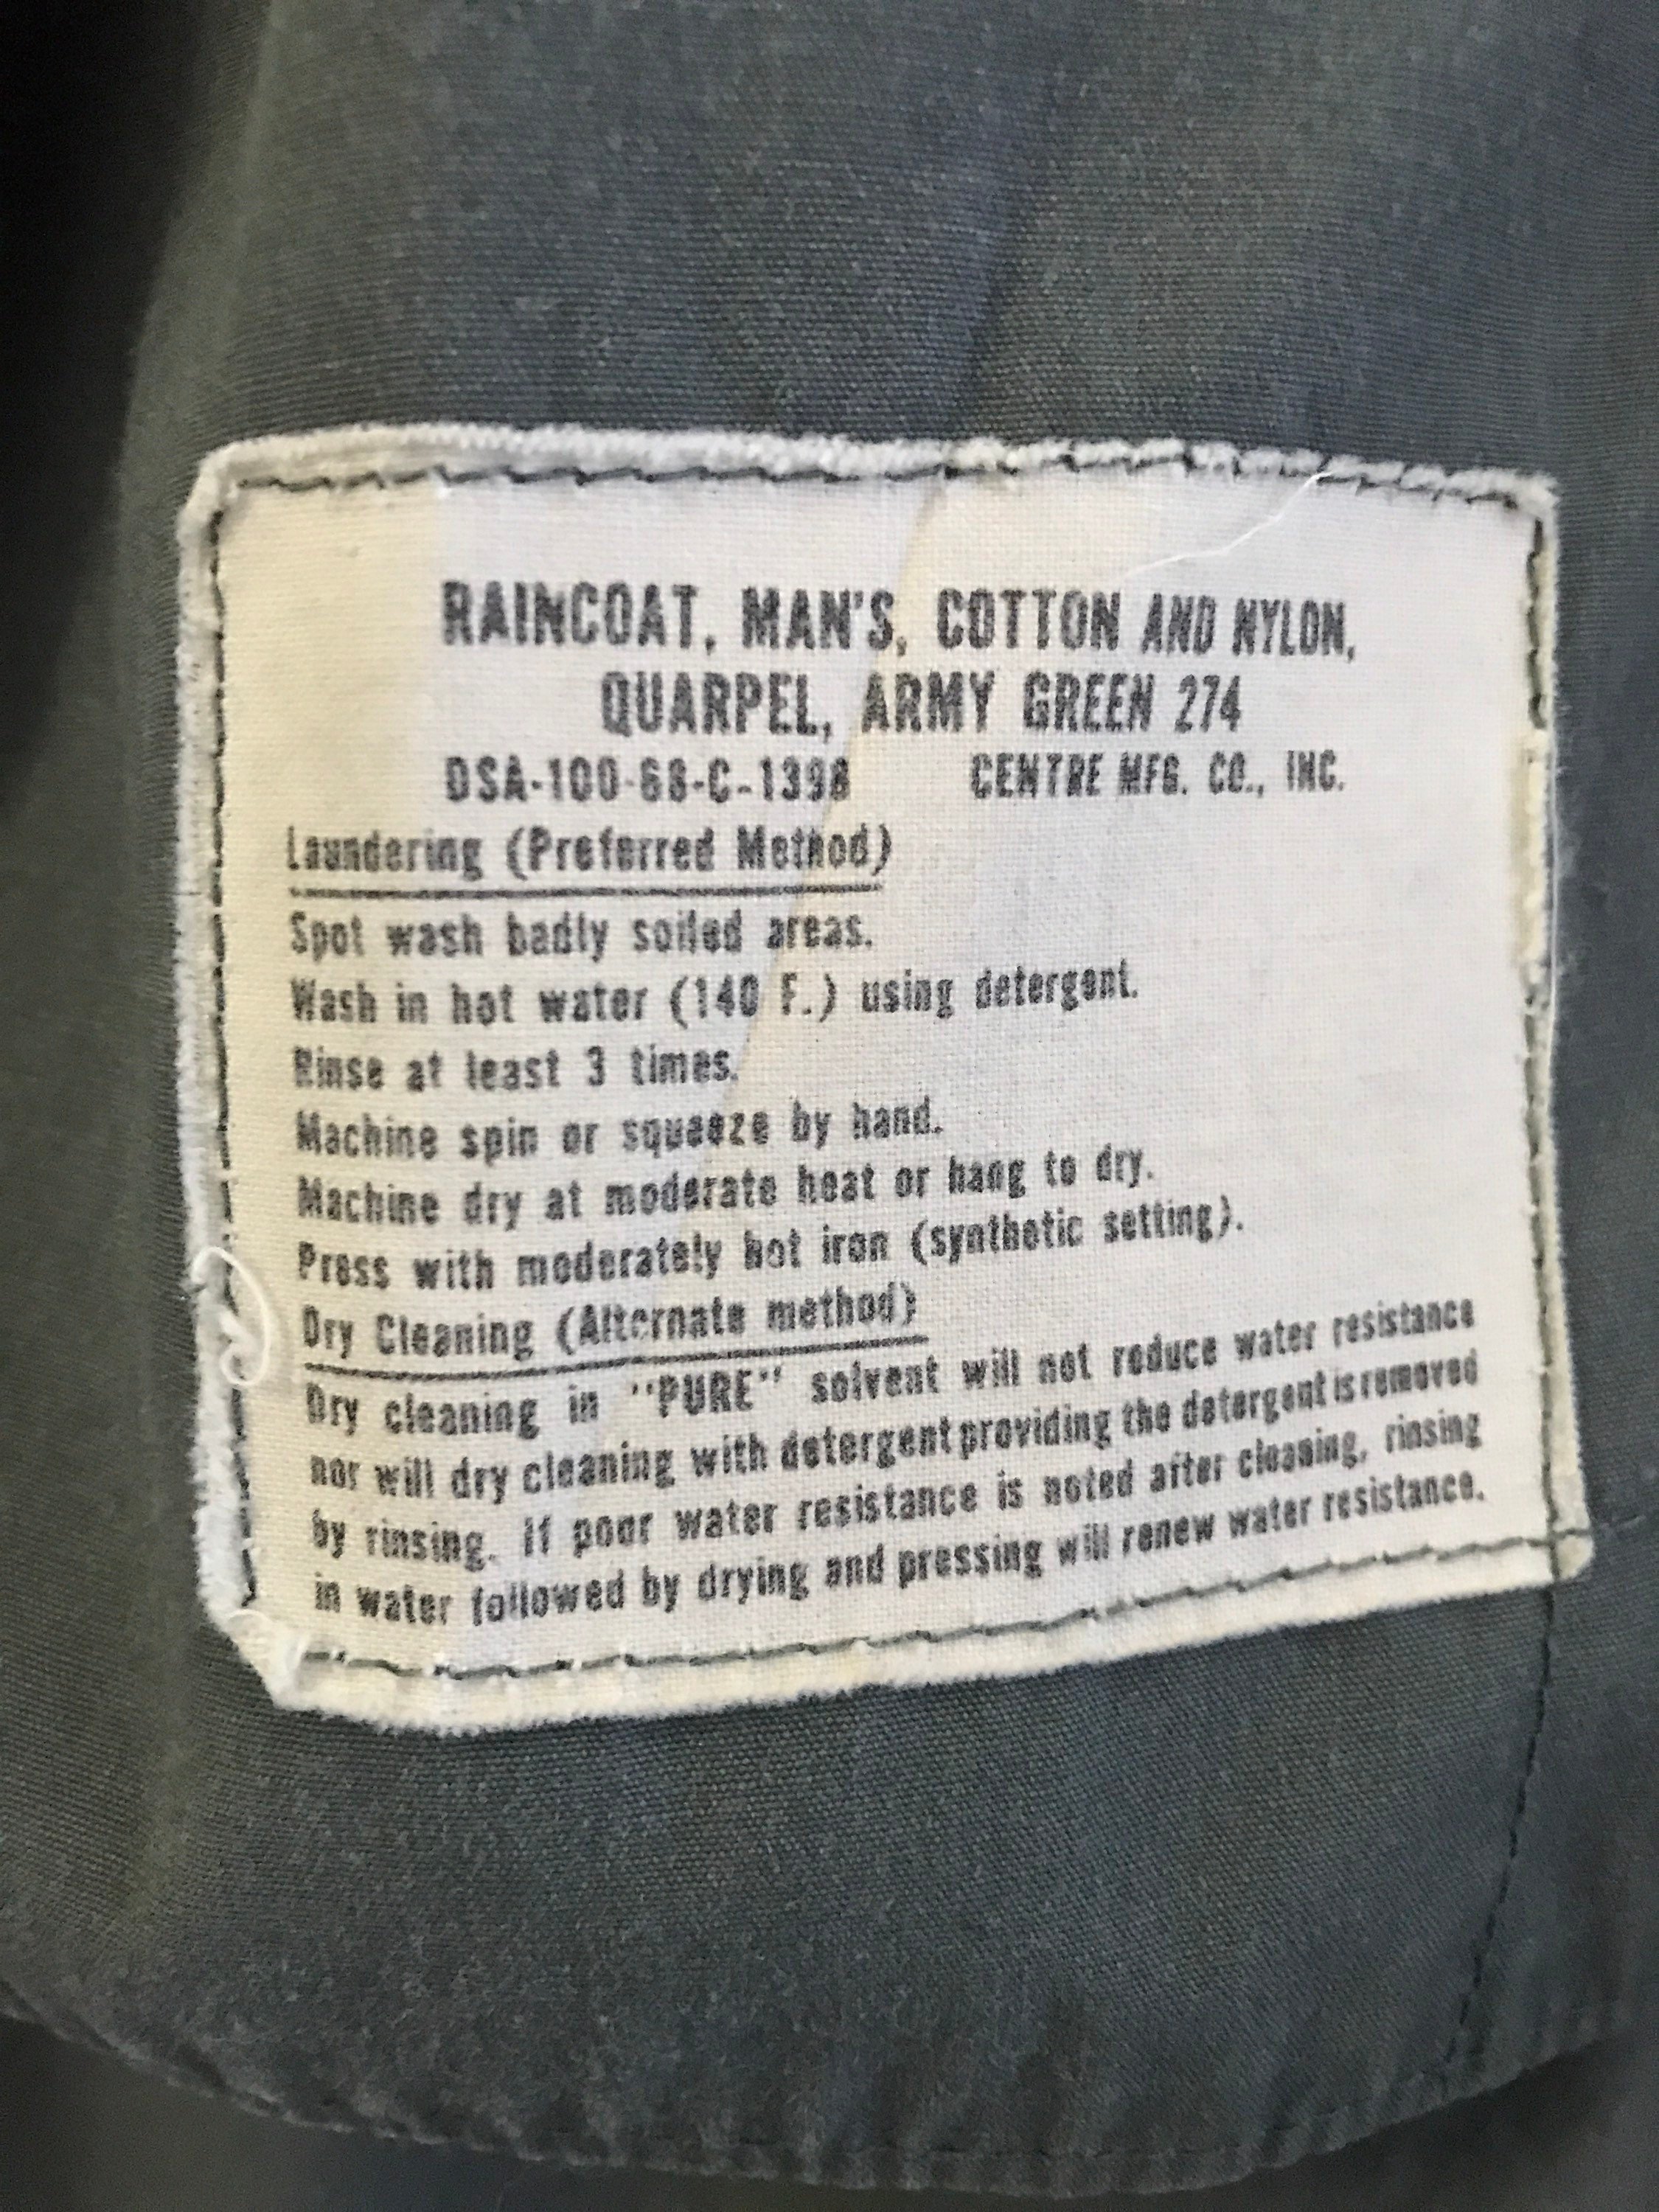 RAINCOAT, MAN'S, COTTON AND NYLON,
QUARPEL, ARMY GREEN 274
DSA-100-68-C-1398 CENTRE MFG. CO., INC.
Laundering (Preferred Method)
Spot wash badly soiled areas.
Wash in hot water (140 F.) using detergent.
Rinse at least 3 times.
Machine spin or squeeze by hand.
Machine dry at moderate heat or hang to dry.
Press with moderately hot iron (synthetic setting).
Dry Cleaning (Alternate method)
Dry cleaning in "PURE" solvent will not reduce water resistance
nor will dry cleaning with detergent providing the detergent is removed
by rinsing. If poor water resistance is noted after cleaning, rinsing
in water followed by drying and pressing will renew water resistance.